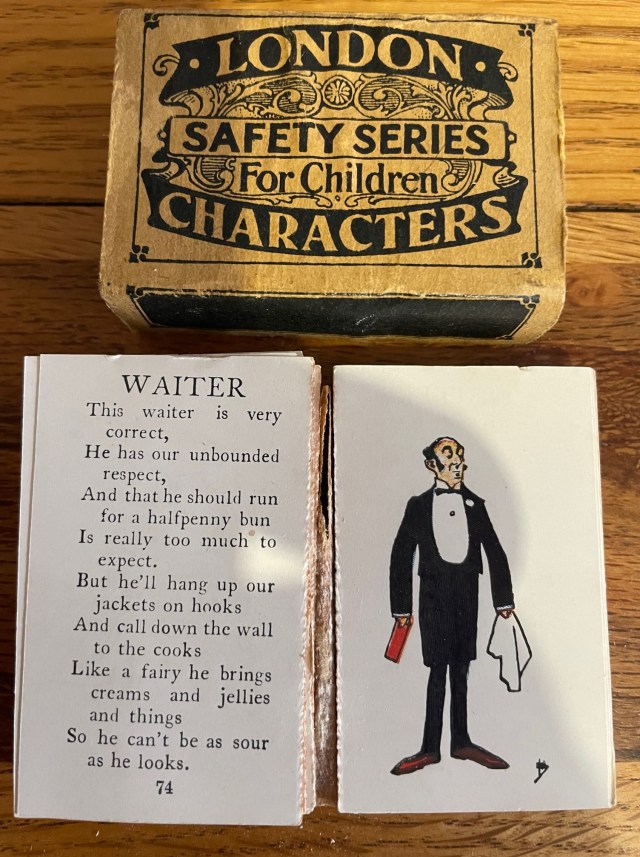 LONDON
SAFETY SERIES
For Children
CHARACTERS
WAITER
This waiter is very
correct,
He has our unbounded
respect,
And that he should run
for a halfpenny bun
Is really too much to
expect.
But he'll hang up our
jackets on hooks
And call down the wall
to the cooks
Like a fairy he brings
creams and jellies
and things
So he can't be as sour
as he looks.
74